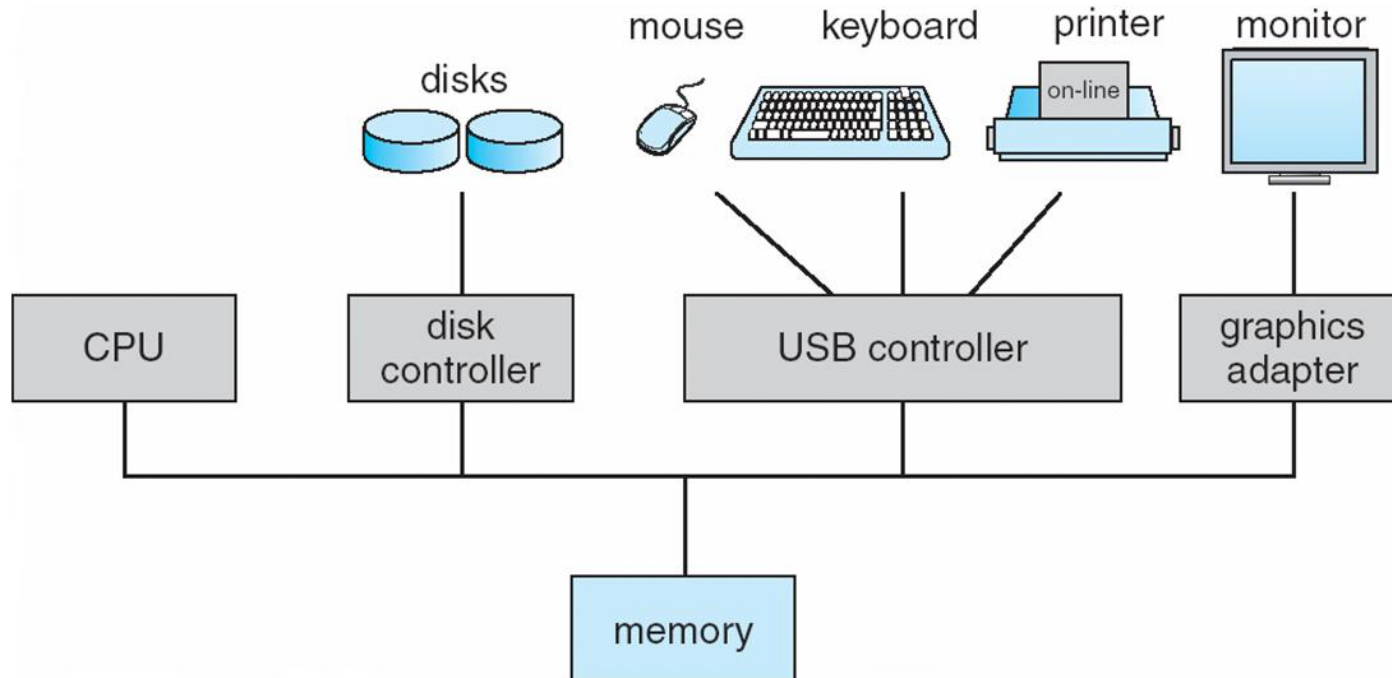 mouse
keyboard
printer
monitor
disks
on-line
CPU
disk
controller
USB controller
graphics
adapter
memory